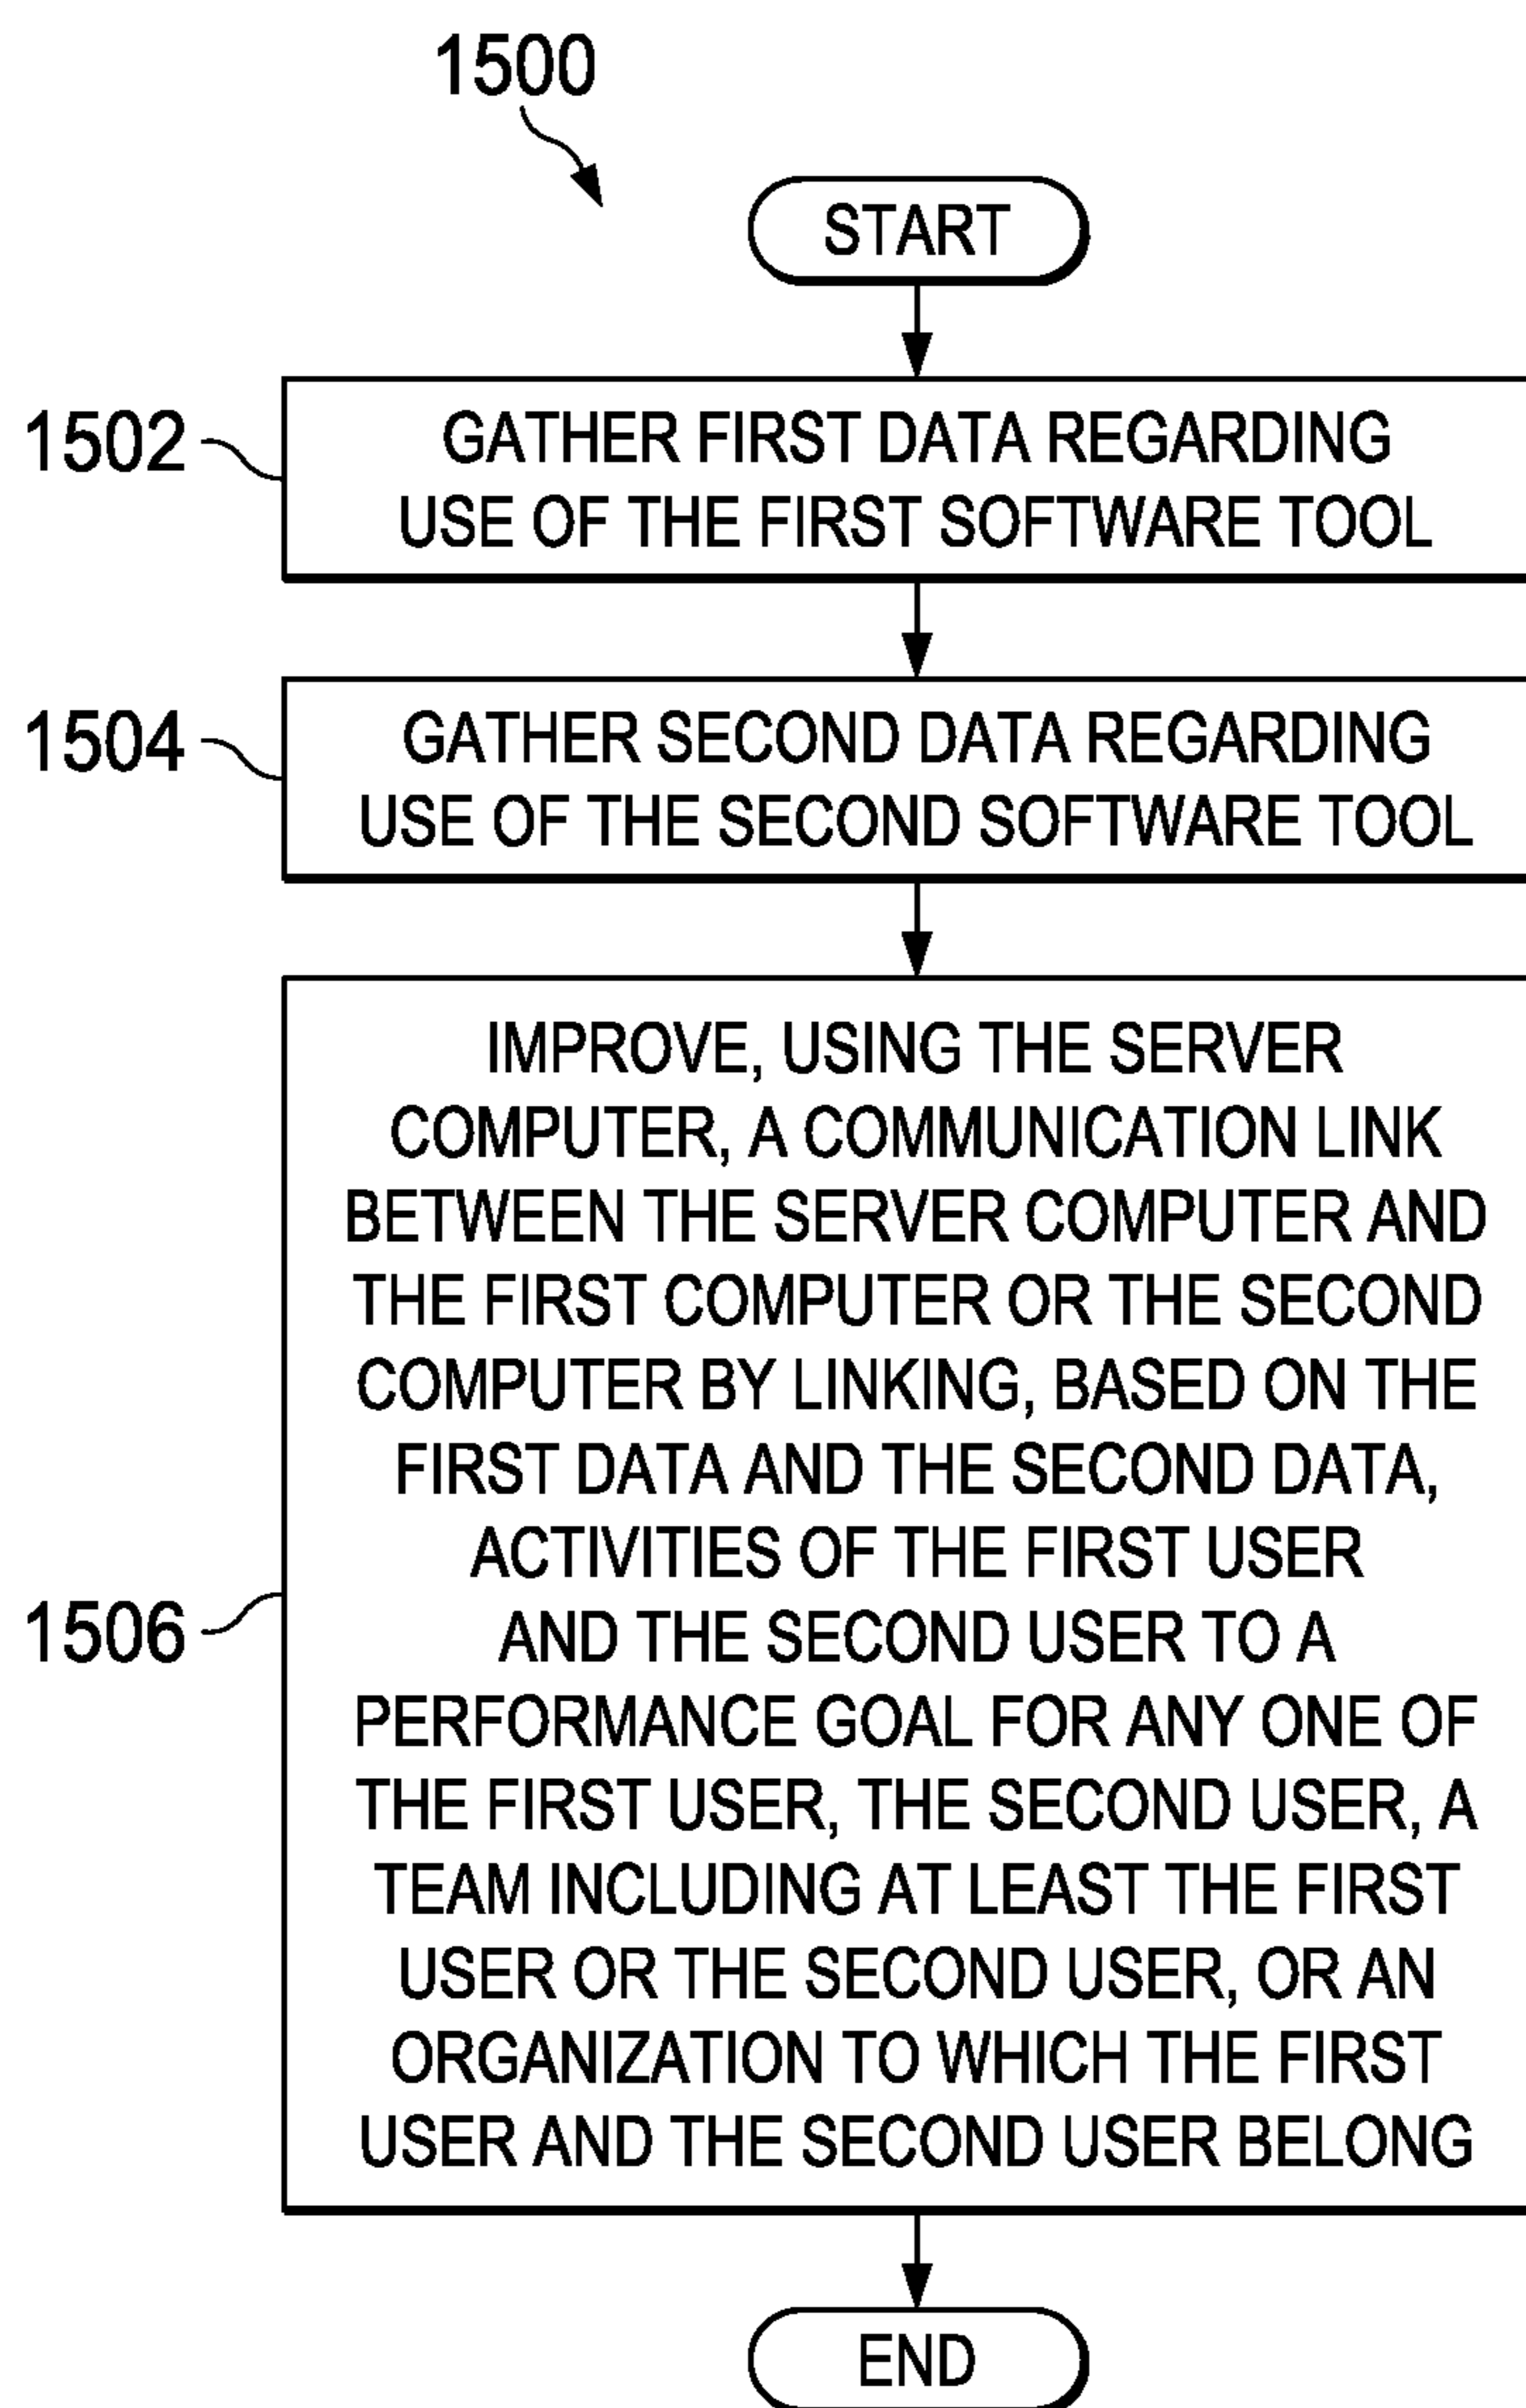 1500
START
1502
GATHER FIRST DATA REGARDING
USE OF THE FIRST SOFTWARE TOOL
1504
GATHER SECOND DATA REGARDING
USE OF THE SECOND SOFTWARE TOOL
1506
IMPROVE, USING THE SERVER
COMPUTER, A COMMUNICATION LINK
BETWEEN THE SERVER COMPUTER AND
THE FIRST COMPUTER OR THE SECOND
COMPUTER BY LINKING, BASED ON THE
FIRST DATA AND THE SECOND DATA,
ACTIVITIES OF THE FIRST USER
AND THE SECOND USER TO A
PERFORMANCE GOAL FOR ANY ONE OF
THE FIRST USER, THE SECOND USER, A
TEAM INCLUDING AT LEAST THE FIRST
USER OR THE SECOND USER, OR AN
ORGANIZATION TO WHICH THE FIRST
USER AND THE SECOND USER BELONG
END